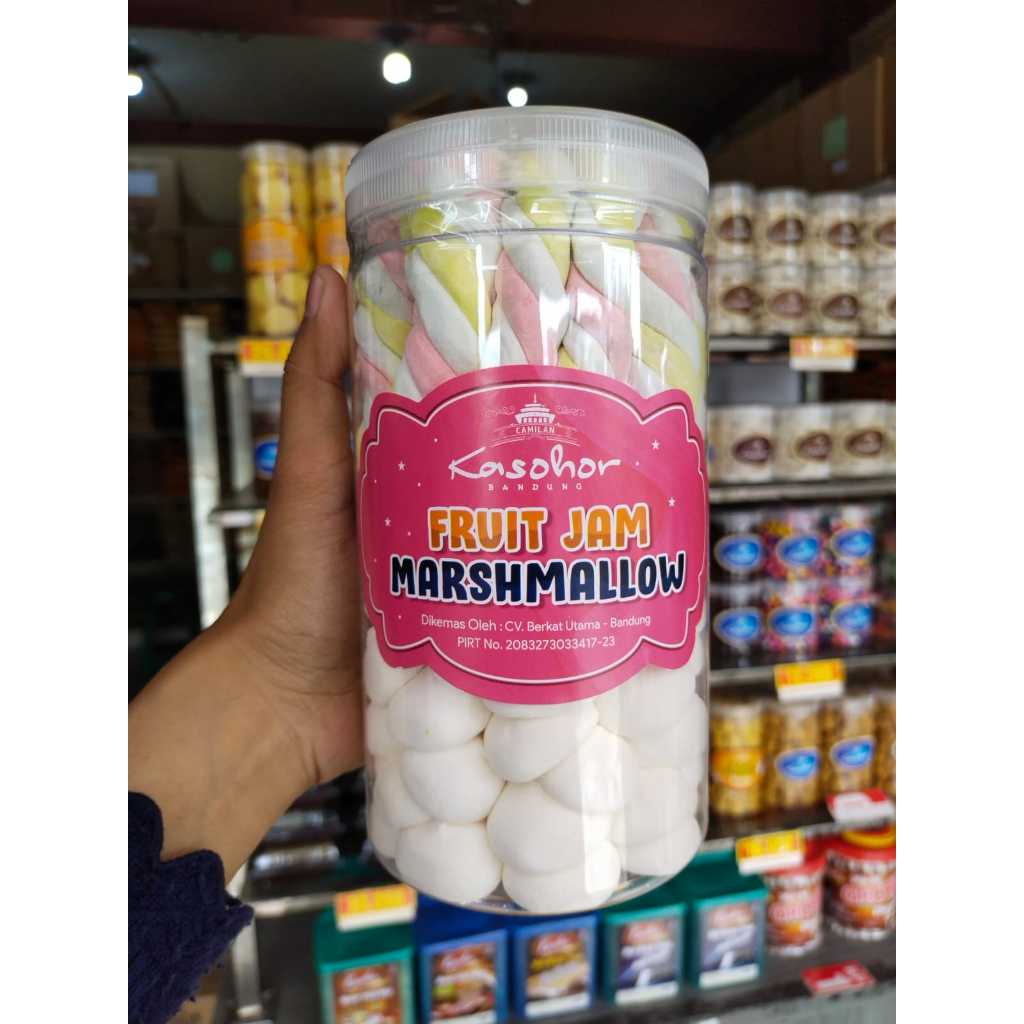 CAMILAN
Kasohor
BANDUNG
FRUIT JAM
MARSHMALLOW
Dikemas Oleh : CV. Berkat Utama - Bandung
PIRT No. 2083273033417-23